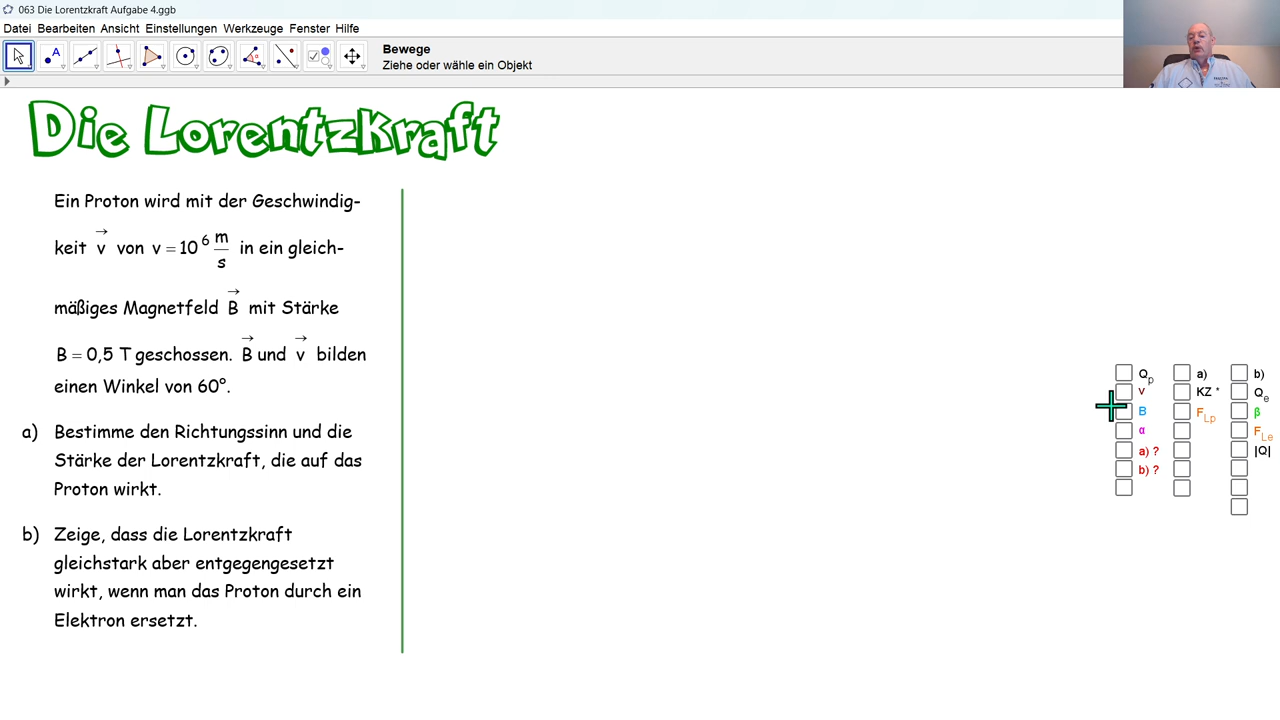 063 Die Lorentzkraft Aufgabe 4.ggb
Datei Bearbeiten Ansicht Einstellungen Werkzeuge Fenster Hilfe
A
Bewege
Ziehe oder wähle ein Objekt
Die Lorentzkraft
Ein Proton wird mit der Geschwindig-
keit v⃗ von v = 10⁶ m/s in ein gleich-
mäßiges Magnetfeld B⃗ mit Stärke
B = 0,5 T geschossen. B⃗ und v⃗ bilden
einen Winkel von 60°.
a) Bestimme den Richtungssinn und die
Stärke der Lorentzkraft, die auf das
Proton wirkt.
b) Zeige, dass die Lorentzkraft
gleichstark aber entgegengesetzt
wirkt, wenn man das Proton durch ein
Elektron ersetzt.
Q_p a) b)
v KZ * Q_e
B F_Lp β
α F_Le
a) ? |Q|
b) ?